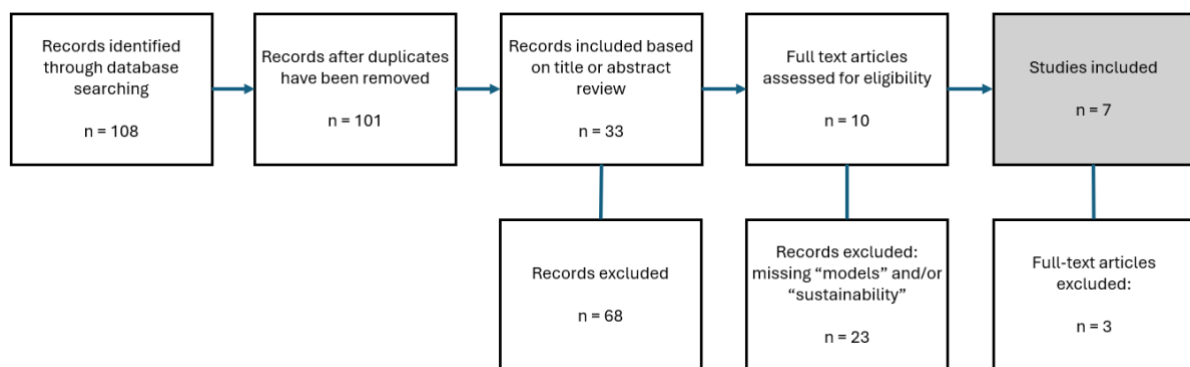 Records identified
through database
searching
n = 108
Records after duplicates
have been removed
n = 101
Records included based
on title or abstract
review
n = 33
Full text articles
assessed for eligibility
n = 10
Studies included
n = 7
Records excluded
n = 68
Records excluded:
missing “models” and/or
“sustainability”
n = 23
Full-text articles
excluded:
n = 3